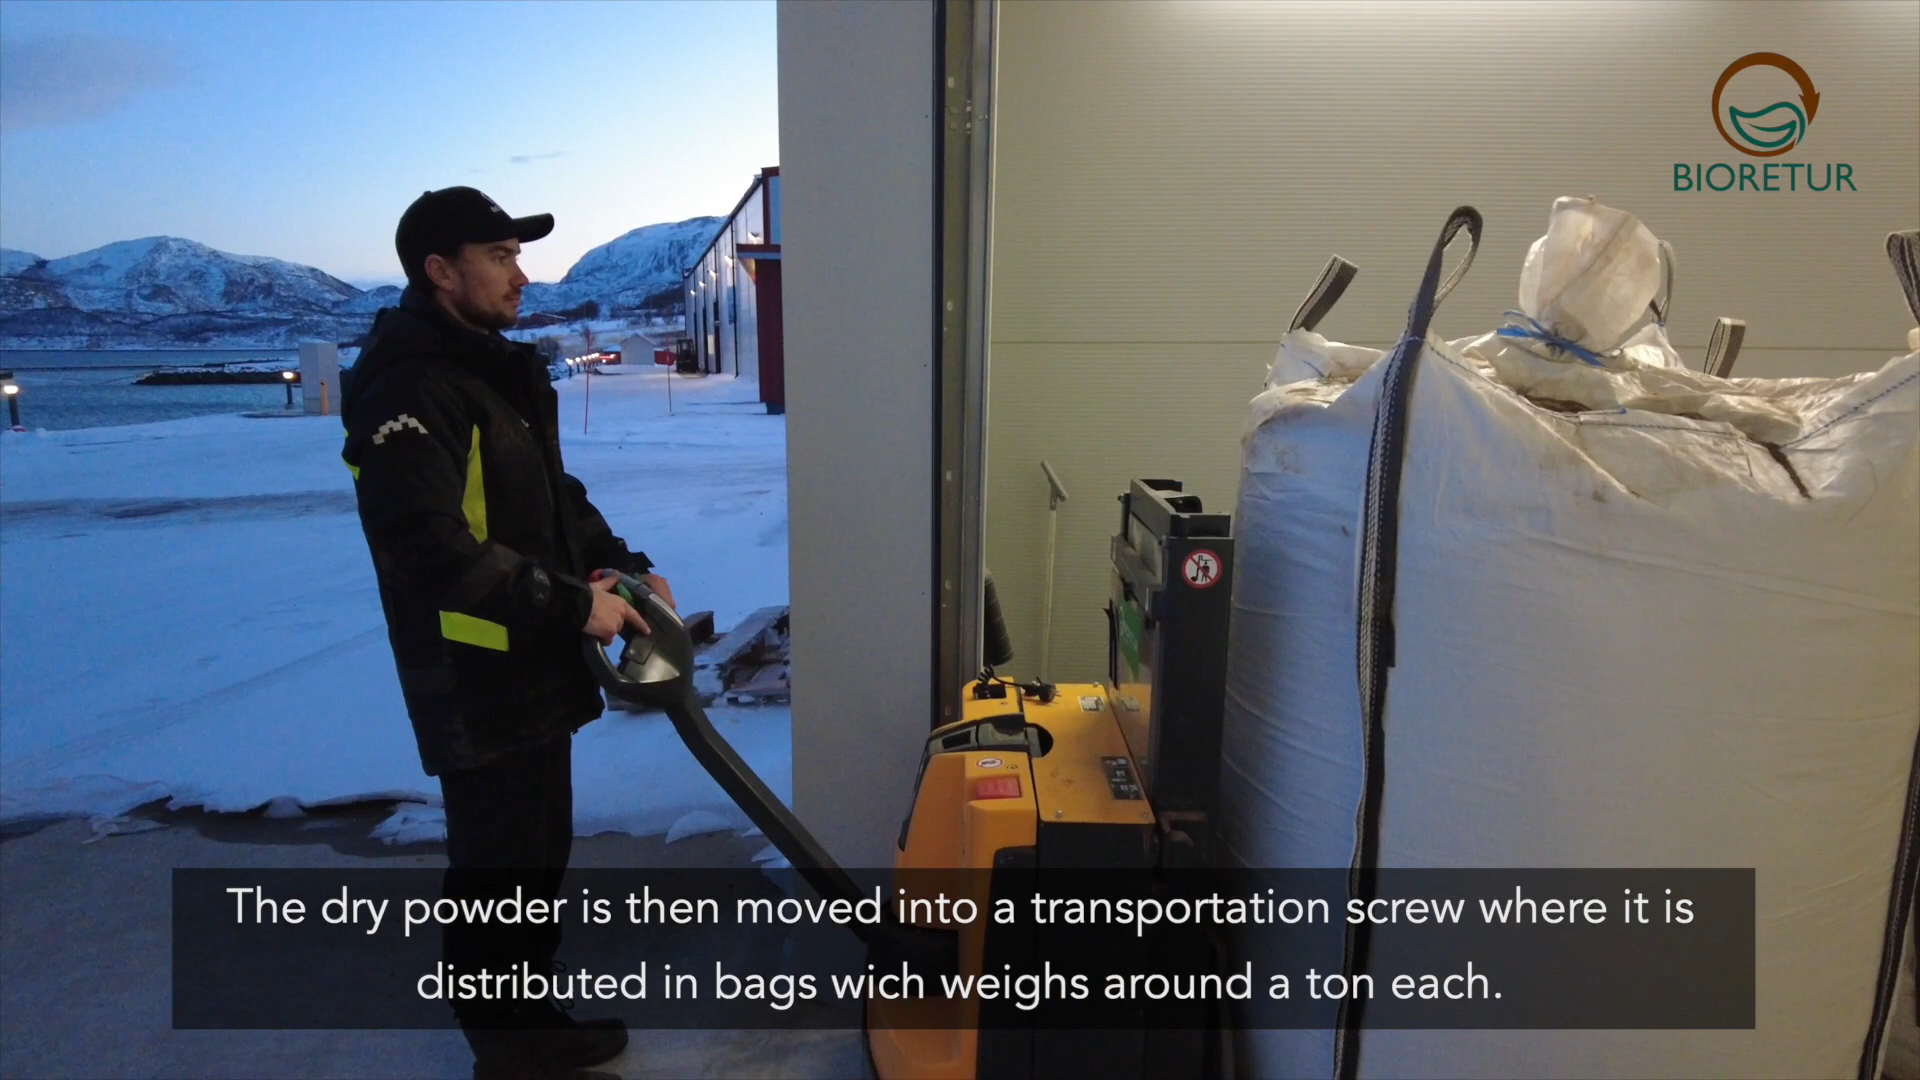 BIORETUR
The dry powder is then moved into a transportation screw where it is
distributed in bags wich weighs around a ton each.